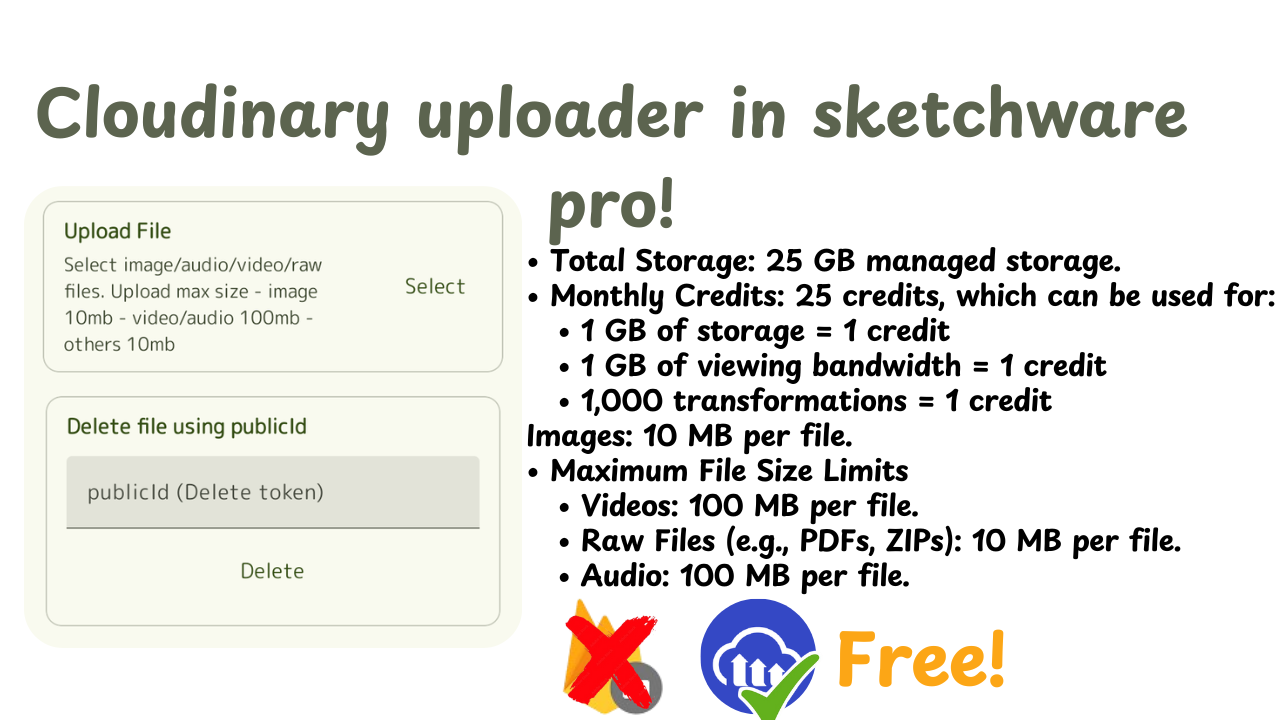 Cloudinary uploader in sketchware
pro!
Upload File
Select image/audio/video/raw
files. Upload max size - image
10mb - video/audio 100mb -
others 10mb
Select
Delete file using publicId
publicId (Delete token)
Delete
• Total Storage: 25 GB managed storage.
• Monthly Credits: 25 credits, which can be used for:
• 1 GB of storage = 1 credit
• 1 GB of viewing bandwidth = 1 credit
• 1,000 transformations = 1 credit
Images: 10 MB per file.
• Maximum File Size Limits
• Videos: 100 MB per file.
• Raw Files (e.g., PDFs, ZIPs): 10 MB per file.
• Audio: 100 MB per file.
Free!